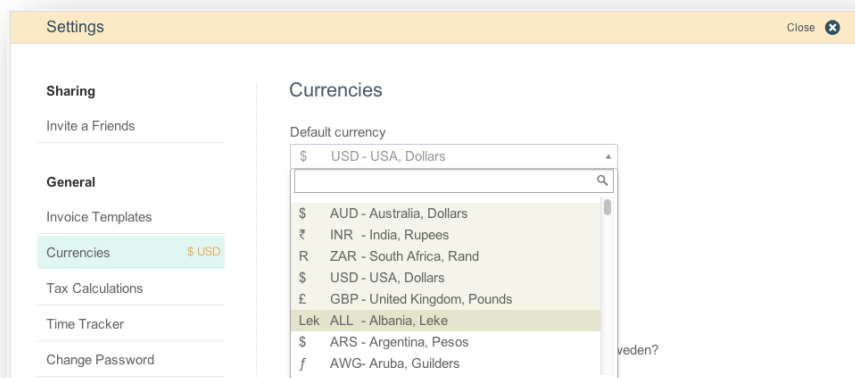 Settings
Close
Sharing
Invite a Friends
General
Invoice Templates
Currencies $ USD
Tax Calculations
Time Tracker
Change Password
Currencies
Default currency
$ USD - USA, Dollars
$ AUD - Australia, Dollars
₹ INR - India, Rupees
R ZAR - South Africa, Rand
$ USD - USA, Dollars
£ GBP - United Kingdom, Pounds
Lek ALL - Albania, Leke
$ ARS - Argentina, Pesos
ƒ AWG- Aruba, Guilders